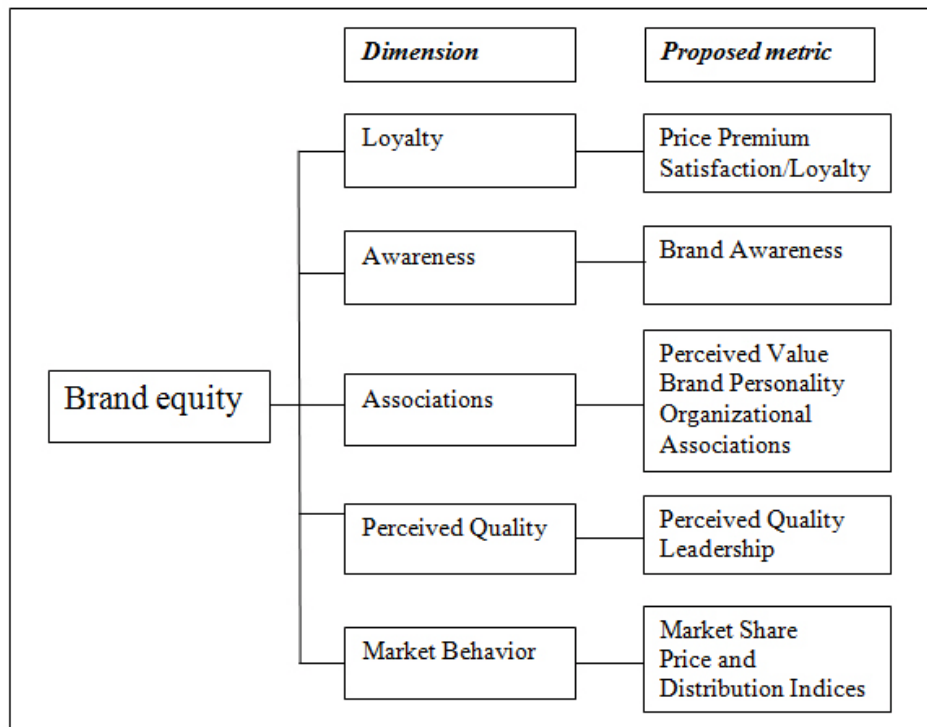 Dimension
Proposed metric
Loyalty
Price Premium
Satisfaction/Loyalty
Awareness
Brand Awareness
Brand equity
Associations
Perceived Value
Brand Personality
Organizational
Associations
Perceived Quality
Perceived Quality
Leadership
Market Behavior
Market Share
Price and
Distribution Indices